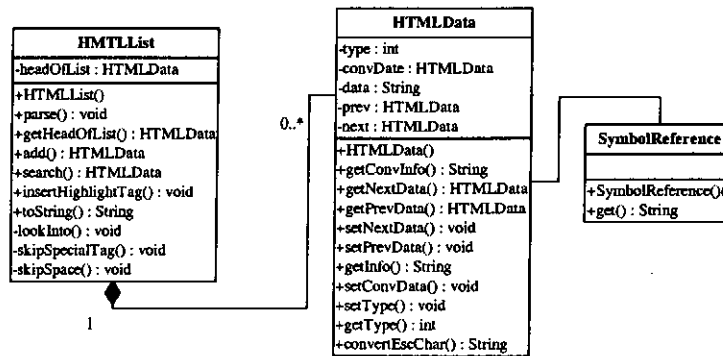 HMTLList
-headOfList : HTMLData
+HTMLList()
+parse() : void
+getHeadOfList() : HTMLData
+add() : HTMLData
+search() : HTMLData
+insertHighlightTag() : void
+toString() : String
-lookInto() : void
-skipSpecialTag() : void
-skipSpace() : void
1
0..*
HTMLData
-type : int
-convDate : HTMLData
-data : String
-prev : HTMLData
-next : HTMLData
+HTMLData()
+getConvInfo() : String
+getNextData() : HTMLData
+getPrevData() : HTMLData
+setNextData() : void
+setPrevData() : void
+getInfo() : String
+setConvData() : void
+setType() : void
+getType() : int
+convertEscChar() : String
SymbolReference
+SymbolReference()(
+get() : String